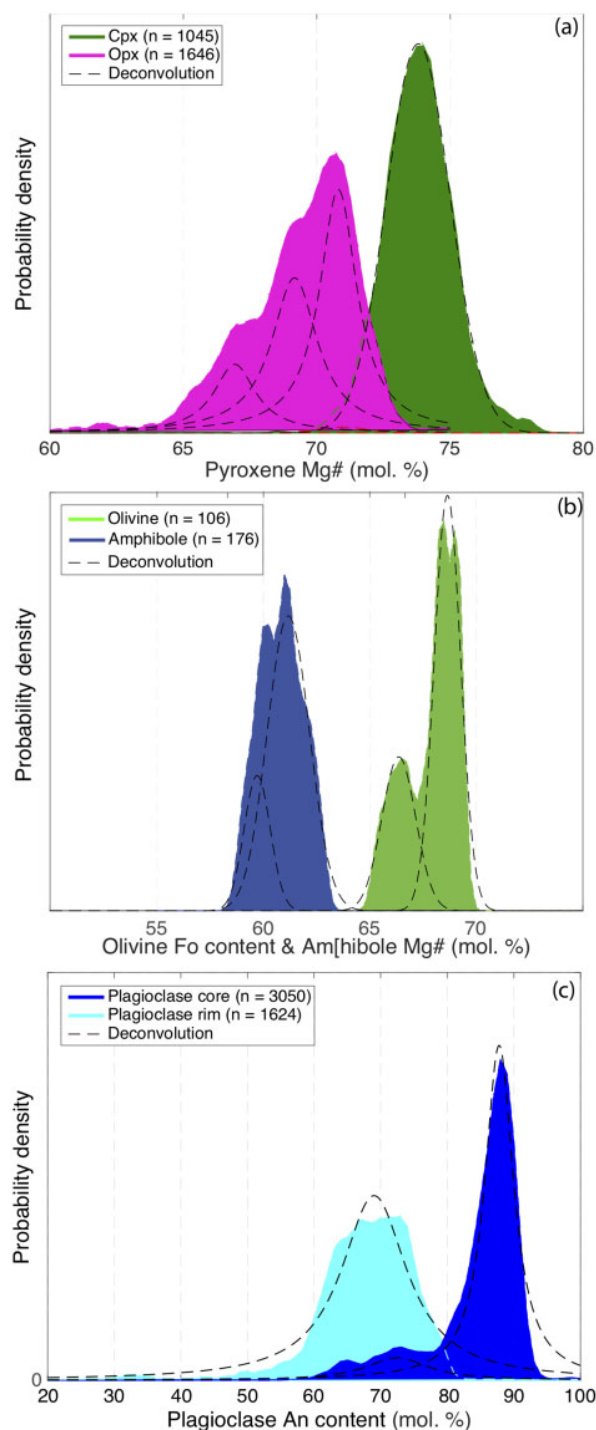 (a)
Cpx (n = 1045)
Opx (n = 1646)
Deconvolution
Probability density
60 65 70 75 80
Pyroxene Mg# (mol. %)
(b)
Olivine (n = 106)
Amphibole (n = 176)
Deconvolution
Probability density
55 60 65 70
Olivine Fo content & Am[hibole Mg# (mol. %)
(c)
Plagioclase core (n = 3050)
Plagioclase rim (n = 1624)
Deconvolution
Probability density
0
20 30 40 50 60 70 80 90 100
Plagioclase An content (mol. %)